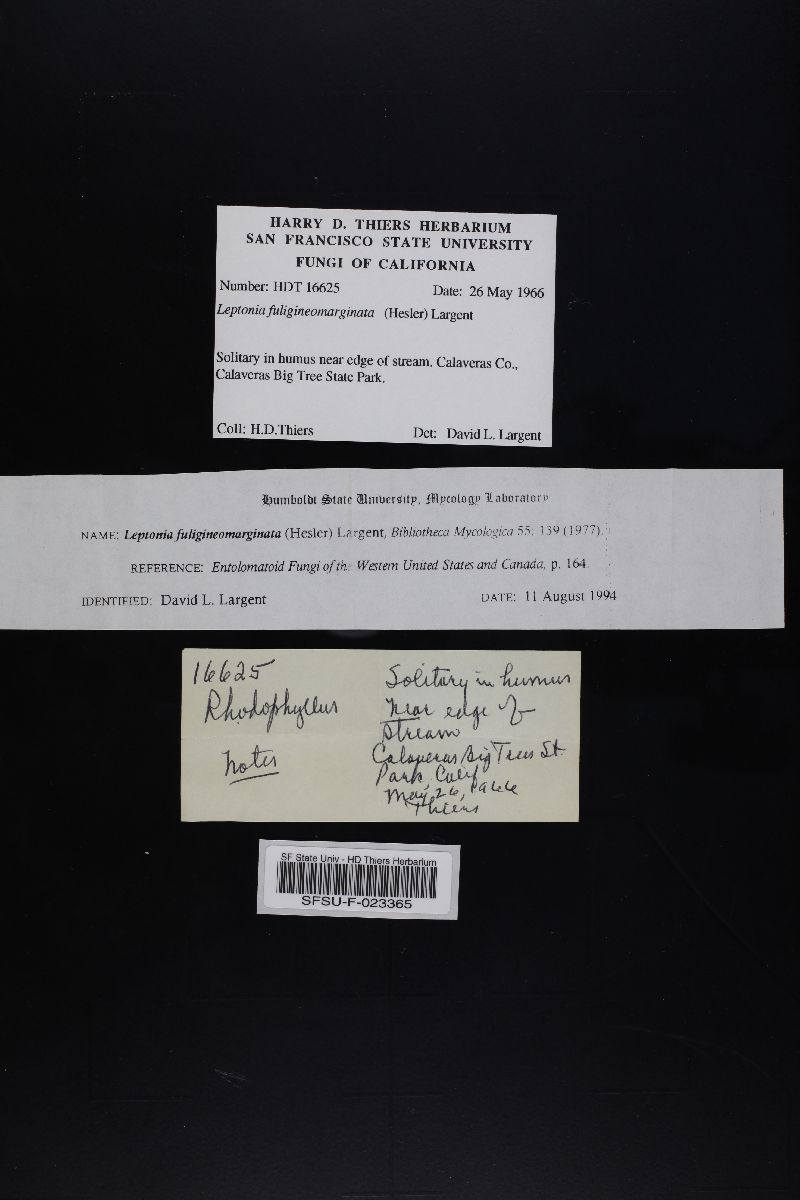 HARRY D. THIERS HERBARIUM
SAN FRANCISCO STATE UNIVERSITY
FUNGI OF CALIFORNIA
Number: HDT 16625 Date: 26 May 1966
Leptonia fuligineomarginata (Hesler) Largent
Solitary in humus near edge of stream. Calaveras Co.,
Calaveras Big Tree State Park.
Coll: H.D.Thiers Det: David L. Largent
Humboldt State University, Mycology Laboratory
NAME: Leptonia fuligineomarginata (Hesler) Largent, Bibliotheca Mycologica 55: 139 (1977).
REFERENCE: Entolomatoid Fungi of the Western United States and Canada, p. 164.
IDENTIFIED: David L. Largent DATE: 11 August 1994
16625
Rhodophyllus
notes
Solitary in humus
near edge of
stream
Calaveras Big Trees St.
Park, Calif
May 26, 1966
Thiers
SF State Univ - HD Thiers Herbarium
SFSU-F-023365